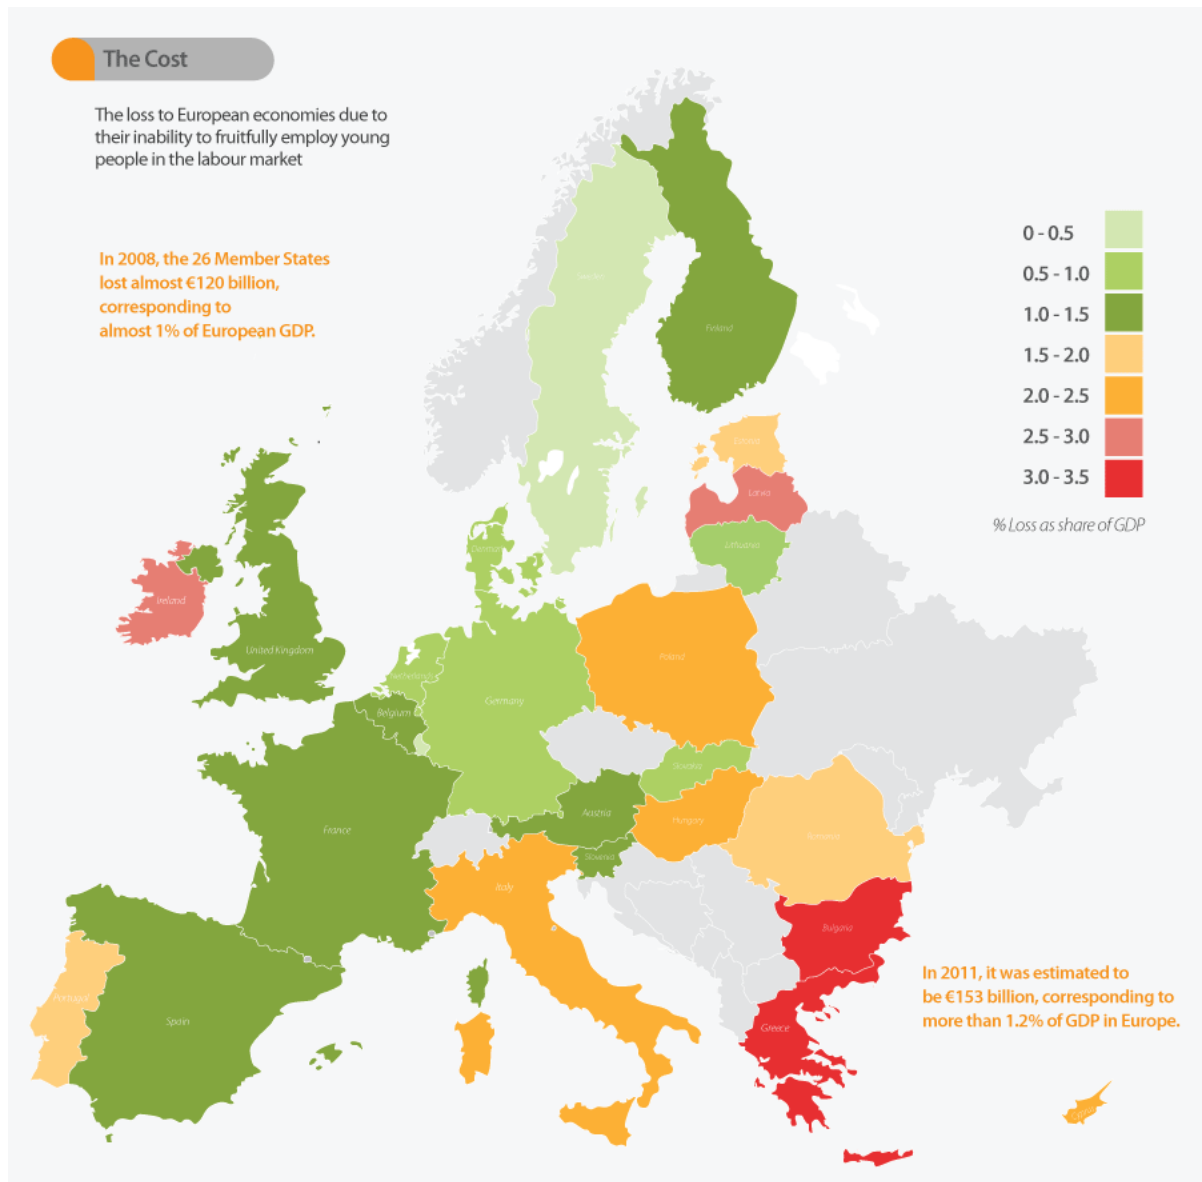 The Cost
The loss to European economies due to
their inability to fruitfully employ young
people in the labour market
In 2008, the 26 Member States
lost almost €120 billion,
corresponding to
almost 1% of European GDP.
0 - 0.5
0.5 - 1.0
1.0 - 1.5
1.5 - 2.0
2.0 - 2.5
2.5 - 3.0
3.0 - 3.5
% Loss as share of GDP
Sweden
Finland
Estonia
Latvia
Lithuania
Denmark
Ireland
United Kingdom
Netherlands
Belgium
Germany
Poland
Slovakia
Austria
Hungary
Slovenia
Romania
France
Italy
Bulgaria
Portugal
Spain
Greece
Cyprus
In 2011, it was estimated to
be €153 billion, corresponding to
more than 1.2% of GDP in Europe.